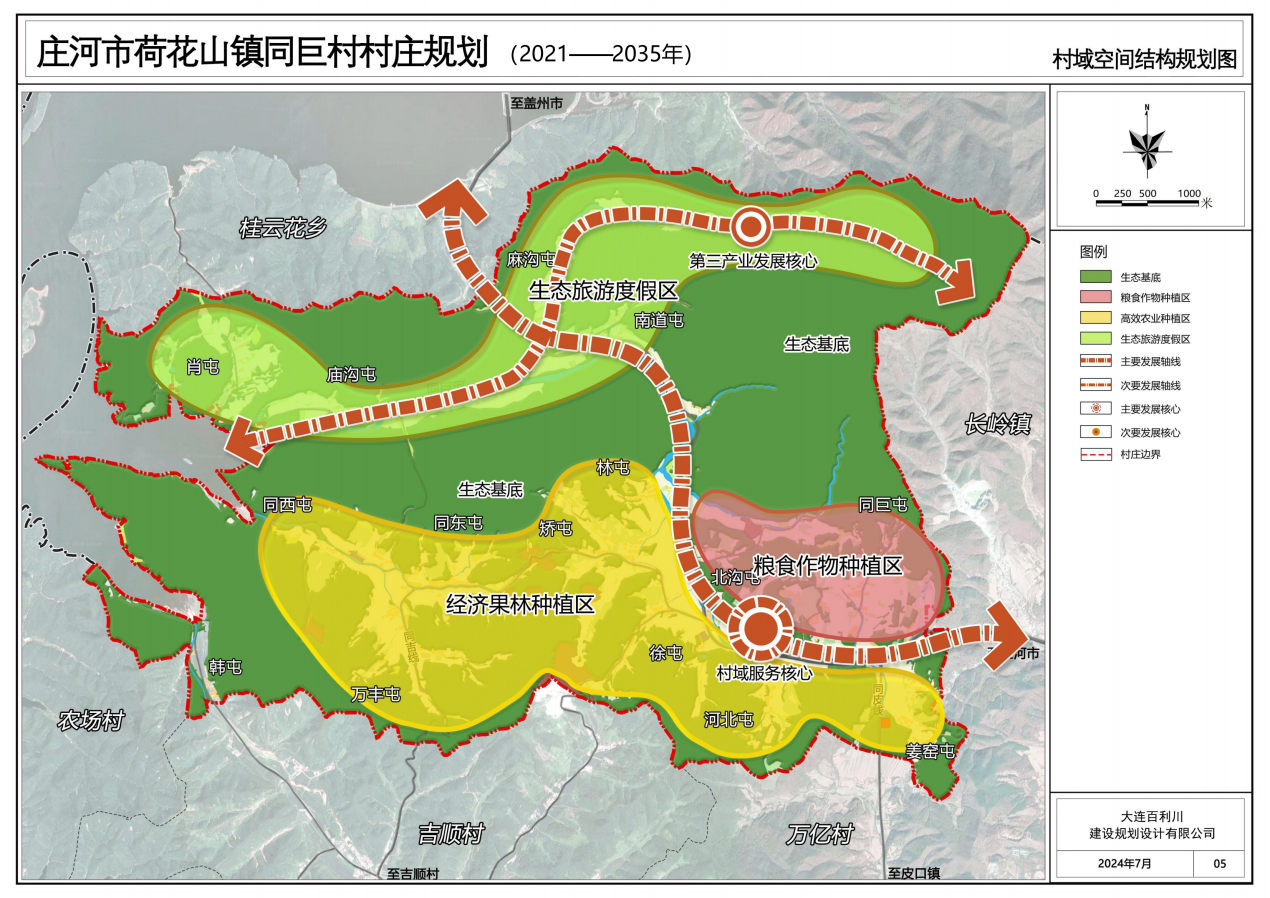 庄河市荷花山镇同巨村村庄规划 （2021——2035年）
村域空间结构规划图
至盖州市
桂云花乡
麻沟屯
第三产业发展核心
生态旅游度假区
南道屯
生态基底
肖屯
庙沟屯
长岭镇
林屯
生态基底
同西屯
同东屯
矫屯
同巨屯
北沟屯
粮食作物种植区
经济果林种植区
徐屯
河市
村域服务核心
韩屯
万丰屯
农场村
河北屯
姜窑屯
吉顺村
万亿村
至吉顺村
至皮口镇
N
0 250 500 1000 米
图例
生态基底
粮食作物种植区
高效农业种植区
生态旅游度假区
主要发展轴线
次要发展轴线
主要发展核心
次要发展核心
村庄边界
大连百利川
建设规划设计有限公司
2024年7月 05